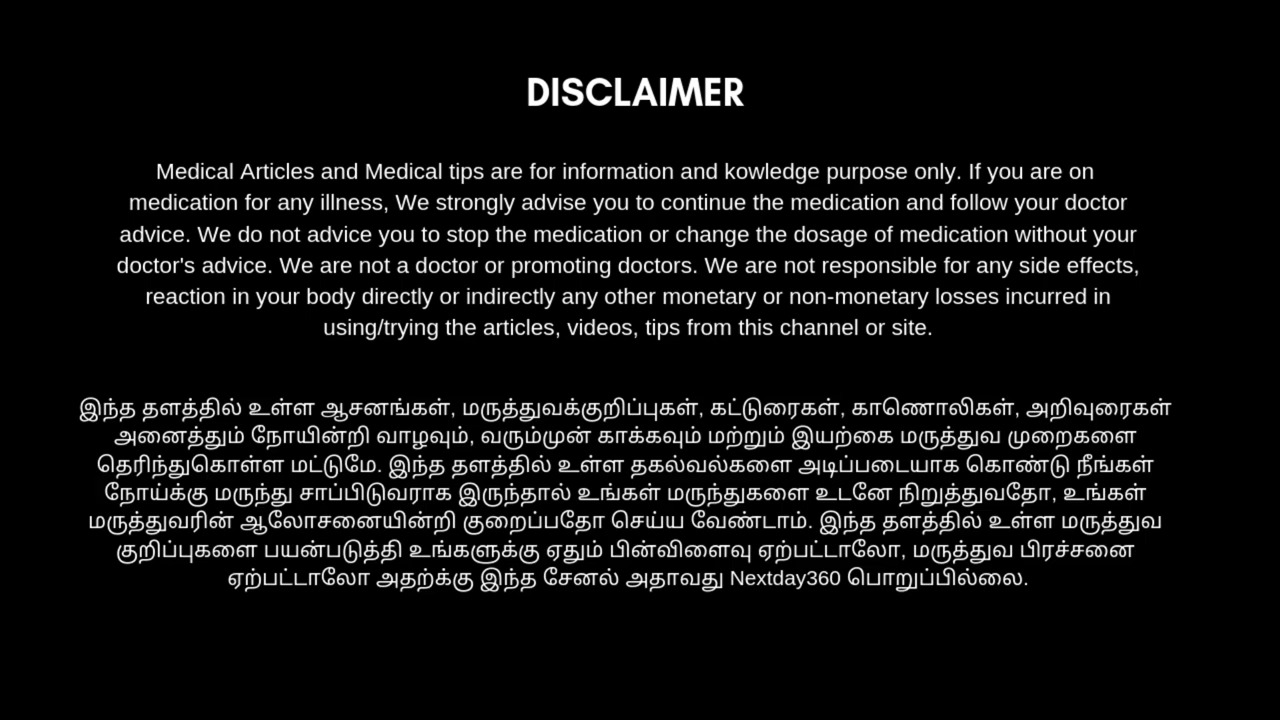 DISCLAIMER
Medical Articles and Medical tips are for information and kowledge purpose only. If you are on
medication for any illness, We strongly advise you to continue the medication and follow your doctor
advice. We do not advice you to stop the medication or change the dosage of medication without your
doctor's advice. We are not a doctor or promoting doctors. We are not responsible for any side effects,
reaction in your body directly or indirectly any other monetary or non-monetary losses incurred in
using/trying the articles, videos, tips from this channel or site.
இந்த தளத்தில் உள்ள ஆசனங்கள், மருத்துவக்குறிப்புகள், கட்டுரைகள், காணொலிகள், அறிவுரைகள்
அனைத்தும் நோயின்றி வாழவும், வரும்முன் காக்கவும் மற்றும் இயற்கை மருத்துவ முறைகளை
தெரிந்துகொள்ள மட்டுமே. இந்த தளத்தில் உள்ள தகல்வல்களை அடிப்படையாக கொண்டு நீங்கள்
நோய்க்கு மருந்து சாப்பிடுவராக இருந்தால் உங்கள் மருந்துகளை உடனே நிறுத்துவதோ, உங்கள்
மருத்துவரின் ஆலோசனையின்றி குறைப்பதோ செய்ய வேண்டாம். இந்த தளத்தில் உள்ள மருத்துவ
குறிப்புகளை பயன்படுத்தி உங்களுக்கு ஏதும் பின்விளைவு ஏற்பட்டாலோ, மருத்துவ பிரச்சனை
ஏற்பட்டாலோ அதற்க்கு இந்த சேனல் அதாவது Nextday360 பொறுப்பில்லை.